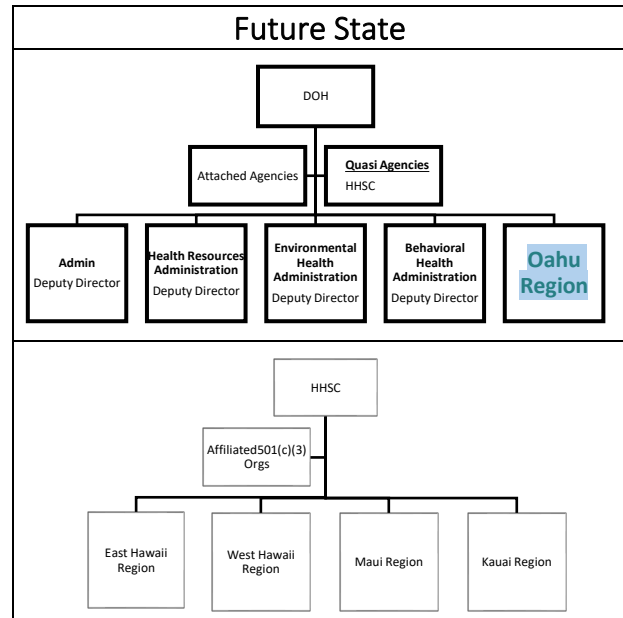 Future State
DOH
Attached Agencies
Quasi Agencies
HHSC
Admin
Deputy Director
Health Resources
Administration
Deputy Director
Environmental
Health
Administration
Deputy Director
Behavioral
Health
Administration
Deputy Director
Oahu
Region
HHSC
Affiliated501(c)(3)
Orgs
East Hawaii
Region
West Hawaii
Region
Maui Region
Kauai Region